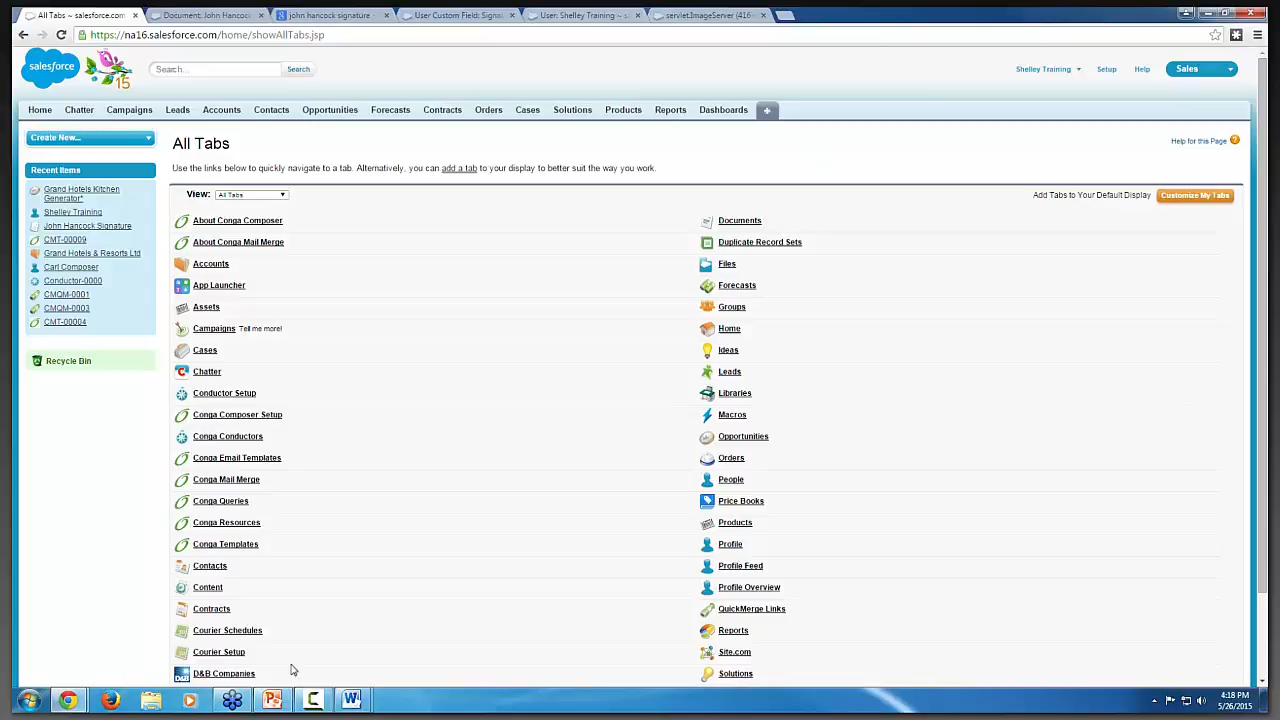 All Tabs ~ salesforce.com
Document: John Hancock
john hancock signature -
User Custom Field: Signa
User: Shelley Training ~ s
servlet.ImageServer (416×
https://na16.salesforce.com/home/showAllTabs.jsp
salesforce
15
Search...
Search
Shelley Training
Setup
Help
Sales
Home
Chatter
Campaigns
Leads
Accounts
Contacts
Opportunities
Forecasts
Contracts
Orders
Cases
Solutions
Products
Reports
Dashboards
+
Create New...
Recent Items
Grand Hotels Kitchen
Generator*
Shelley Training
John Hancock Signature
CMT-00009
Grand Hotels & Resorts Ltd
Carl Composer
Conductor-0000
CMQM-0001
CMQM-0003
CMT-00004
Recycle Bin
All Tabs
Help for this Page
Use the links below to quickly navigate to a tab. Alternatively, you can add a tab to your display to better suit the way you work.
View: All Tabs
Add Tabs to Your Default Display
Customize My Tabs
About Conga Composer
About Conga Mail Merge
Accounts
App Launcher
Assets
Campaigns Tell me more!
Cases
Chatter
Conductor Setup
Conga Composer Setup
Conga Conductors
Conga Email Templates
Conga Mail Merge
Conga Queries
Conga Resources
Conga Templates
Contacts
Content
Contracts
Courier Schedules
Courier Setup
D&B Companies
Documents
Duplicate Record Sets
Files
Forecasts
Groups
Home
Ideas
Leads
Libraries
Macros
Opportunities
Orders
People
Price Books
Products
Profile
Profile Feed
Profile Overview
QuickMerge Links
Reports
Site.com
Solutions
4:18 PM
5/26/2015